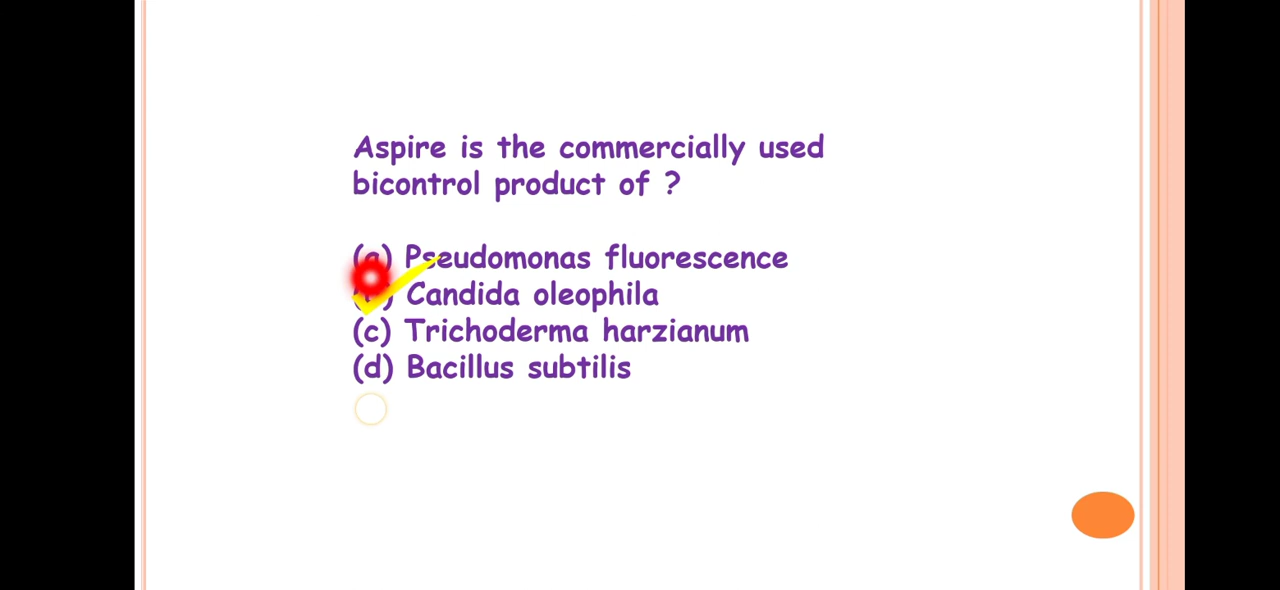 Aspire is the commercially used
bicontrol product of ?
(a) Pseudomonas fluorescence
Candida oleophila
(c) Trichoderma harzianum
(d) Bacillus subtilis